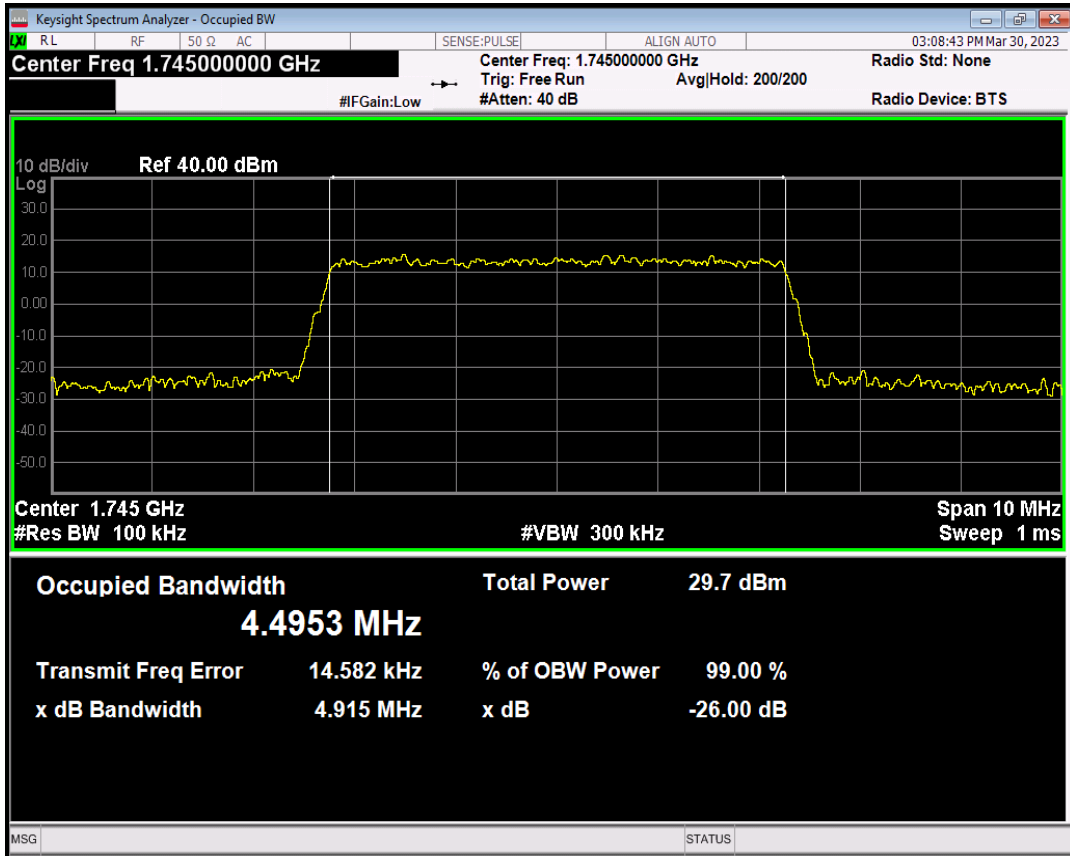 Keysight Spectrum Analyzer - Occupied BW
LXI RL RF 50 Ω AC SENSE:PULSE ALIGN AUTO 03:08:43 PM Mar 30, 2023
Center Freq 1.745000000 GHz Center Freq: 1.745000000 GHz Radio Std: None
Trig: Free Run Avg|Hold: 200/200
#IFGain:Low #Atten: 40 dB Radio Device: BTS
10 dB/div Ref 40.00 dBm
Log
30.0
20.0
10.0
0.00
-10.0
-20.0
-30.0
-40.0
-50.0
Center 1.745 GHz Span 10 MHz
#Res BW 100 kHz #VBW 300 kHz Sweep 1 ms
Occupied Bandwidth Total Power 29.7 dBm
4.4953 MHz
Transmit Freq Error 14.582 kHz % of OBW Power 99.00 %
x dB Bandwidth 4.915 MHz x dB -26.00 dB
MSG STATUS